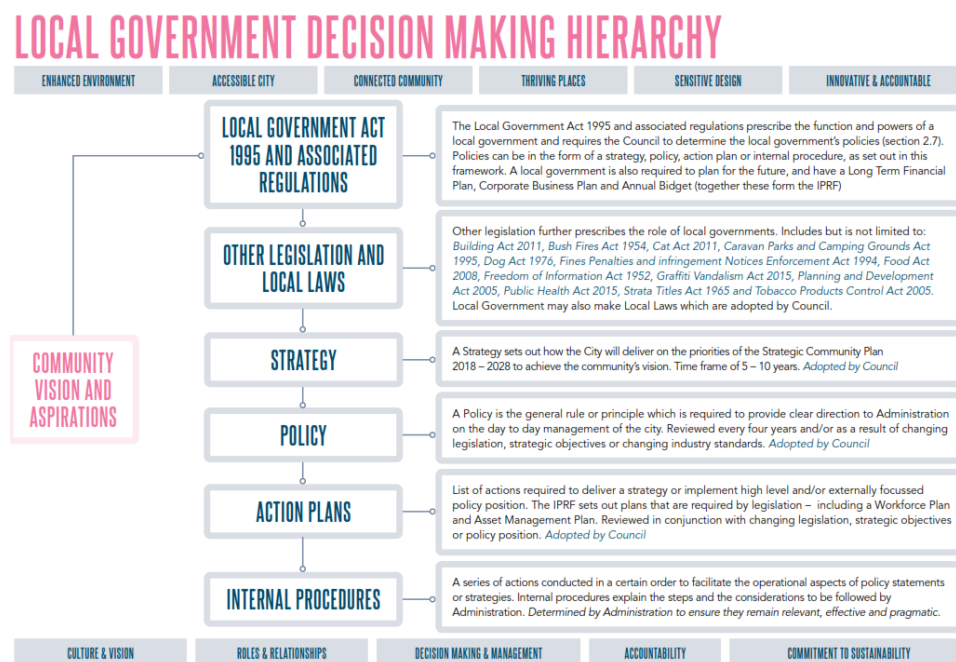 LOCAL GOVERNMENT DECISION MAKING HIERARCHY
ENHANCED ENVIRONMENT
ACCESSIBLE CITY
CONNECTED COMMUNITY
THRIVING PLACES
SENSITIVE DESIGN
INNOVATIVE & ACCOUNTABLE
LOCAL GOVERNMENT ACT
1995 AND ASSOCIATED
REGULATIONS
The Local Government Act 1995 and associated regulations prescribe the function and powers of a
local government and requires the Council to determine the local government's policies (section 2.7).
Policies can be in the form of a strategy, policy, action plan or internal procedure, as set out in this
framework. A local government is also required to plan for the future, and have a Long Term Financial
Plan, Corporate Business Plan and Annual Budget (together these form the IPRF)
OTHER LEGISLATION AND
LOCAL LAWS
Other legislation further prescribes the role of local governments. Includes but is not limited to:
Building Act 2011, Bush Fires Act 1954, Cat Act 2011, Caravan Parks and Camping Grounds Act
1995, Dog Act 1976, Fines Penalties and infringement Notices Enforcement Act 1994, Food Act
2008, Freedom of Information Act 1952, Graffiti Vandalism Act 2015, Planning and Development
Act 2005, Public Health Act 2015, Strata Titles Act 1965 and Tobacco Products Control Act 2005.
Local Government may also make Local Laws which are adopted by Council.
COMMUNITY
VISION AND
ASPIRATIONS
STRATEGY
A Strategy sets out how the City will deliver on the priorities of the Strategic Community Plan
2018 – 2028 to achieve the community's vision. Time frame of 5 – 10 years. Adopted by Council
POLICY
A Policy is the general rule or principle which is required to provide clear direction to Administration
on the day to day management of the city. Reviewed every four years and/or as a result of changing
legislation, strategic objectives or changing industry standards. Adopted by Council
ACTION PLANS
List of actions required to deliver a strategy or implement high level and/or externally focussed
policy position. The IPRF sets out plans that are required by legislation – including a Workforce Plan
and Asset Management Plan. Reviewed in conjunction with changing legislation, strategic objectives
or policy position. Adopted by Council
INTERNAL PROCEDURES
A series of actions conducted in a certain order to facilitate the operational aspects of policy statements
or strategies. Internal procedures explain the steps and the considerations to be followed by
Administration. Determined by Administration to ensure they remain relevant, effective and pragmatic.
CULTURE & VISION
ROLES & RELATIONSHIPS
DECISION MAKING & MANAGEMENT
ACCOUNTABILITY
COMMITMENT TO SUSTAINABILITY